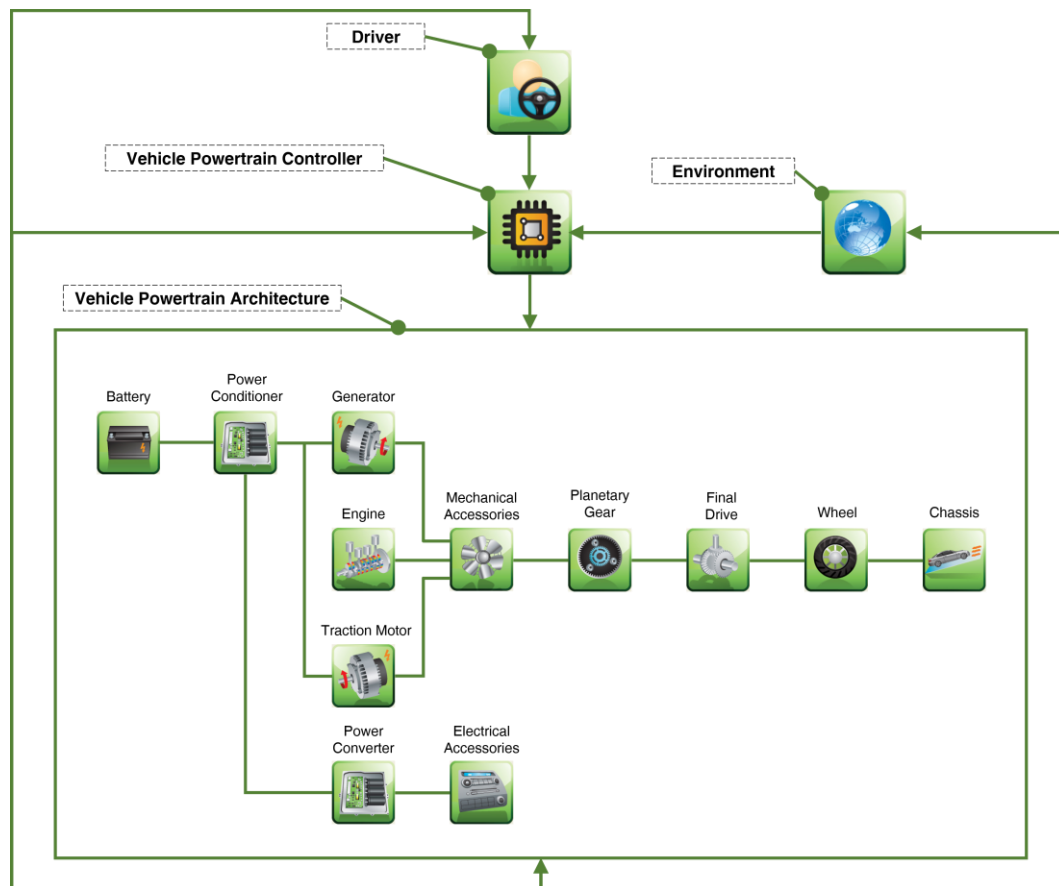 Driver
Vehicle Powertrain Controller
Environment
Vehicle Powertrain Architecture
Battery
Power
Conditioner
Generator
Engine
Mechanical
Accessories
Planetary
Gear
Final
Drive
Wheel
Chassis
Traction Motor
Power
Converter
Electrical
Accessories